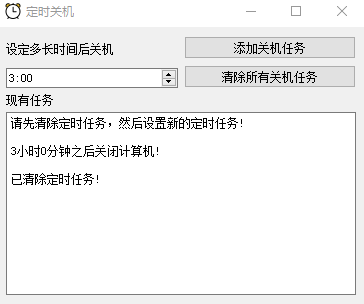 定时关机
设定多长时间后关机
添加关机任务
3:00
清除所有关机任务
现有任务
请先清除定时任务，然后设置新的定时任务!
3小时0分钟之后关闭计算机!
已清除定时任务!